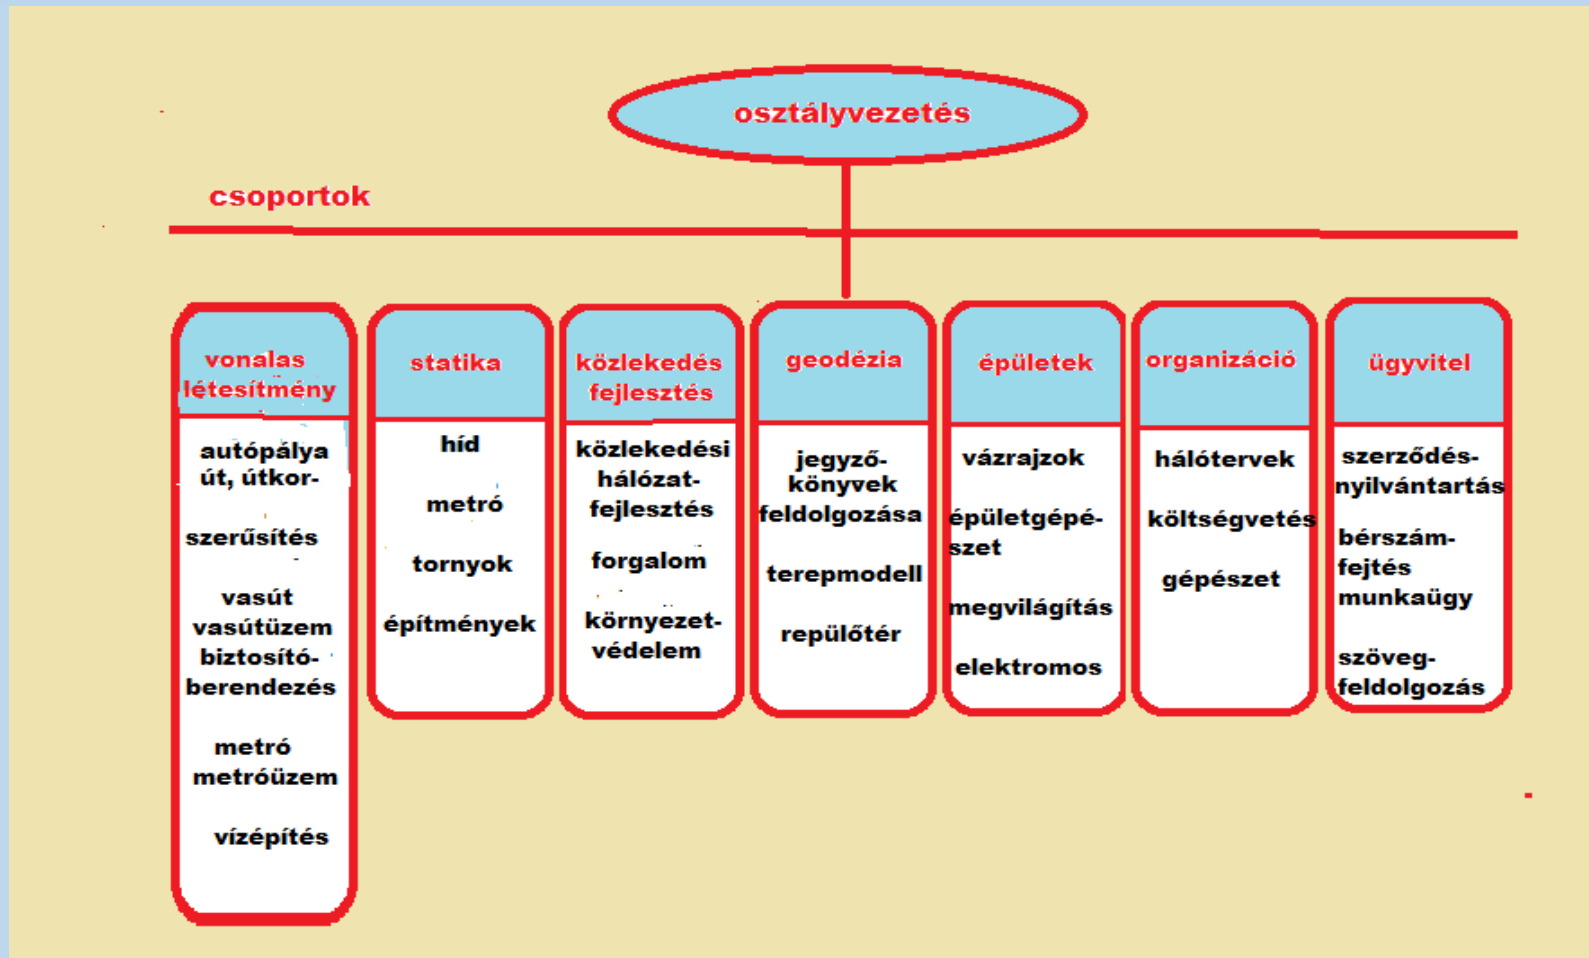 osztályvezetés
csoportok
vonalas
létesítmény
autópálya
út, útkor-
szerűsítés
vasút
vasútüzem
biztosító-
berendezés
metró
metróüzem
vízépítés
statika
híd
metró
tornyok
építmények
közlekedés
fejlesztés
közlekedési
hálózat-
fejlesztés
forgalom
környezet-
védelem
geodézia
jegyző-
könyvek
feldolgozása
terepmodell
repülőtér
épületek
vázrajzok
épületgépé-
szet
megvilágítás
elektromos
organizáció
hálótervek
költségvetés
gépészet
ügyvitel
szerződés-
nyilvántartás
bérszám-
fejtés
munkaügy
szöveg-
feldolgozás